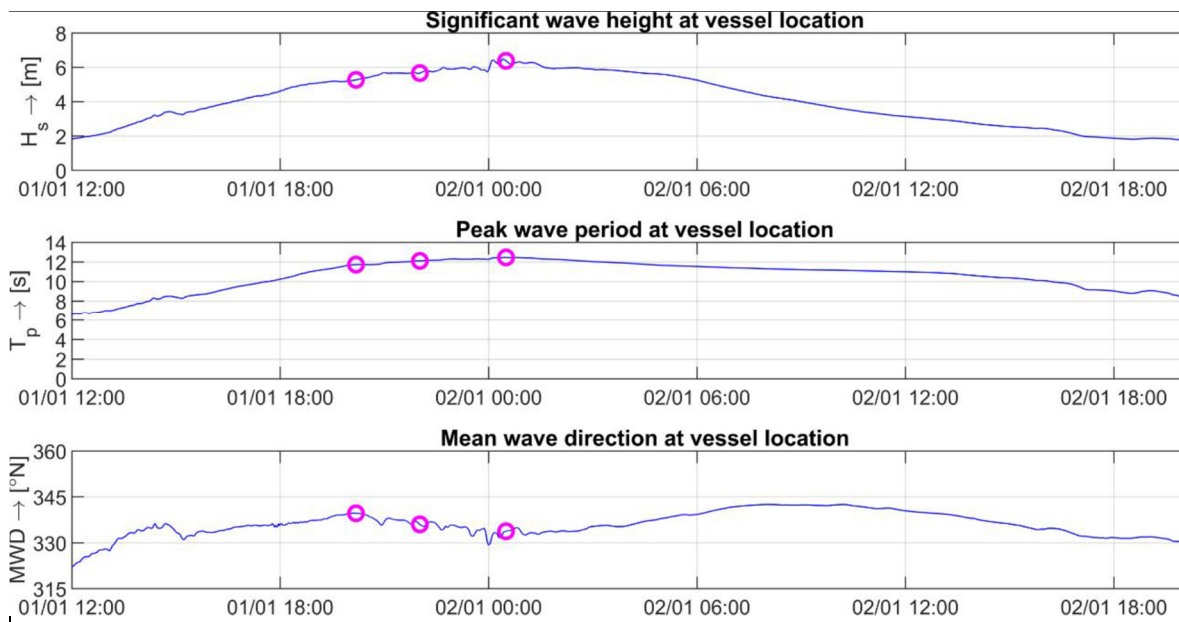 Significant wave height at vessel location
8
6
4
2
0
H_s → [m]
01/01 12:00 01/01 18:00 02/01 00:00 02/01 06:00 02/01 12:00 02/01 18:00
Peak wave period at vessel location
14
12
10
8
6
4
2
0
T_p → [s]
01/01 12:00 01/01 18:00 02/01 00:00 02/01 06:00 02/01 12:00 02/01 18:00
Mean wave direction at vessel location
360
345
330
315
MWD → [°N]
01/01 12:00 01/01 18:00 02/01 00:00 02/01 06:00 02/01 12:00 02/01 18:00